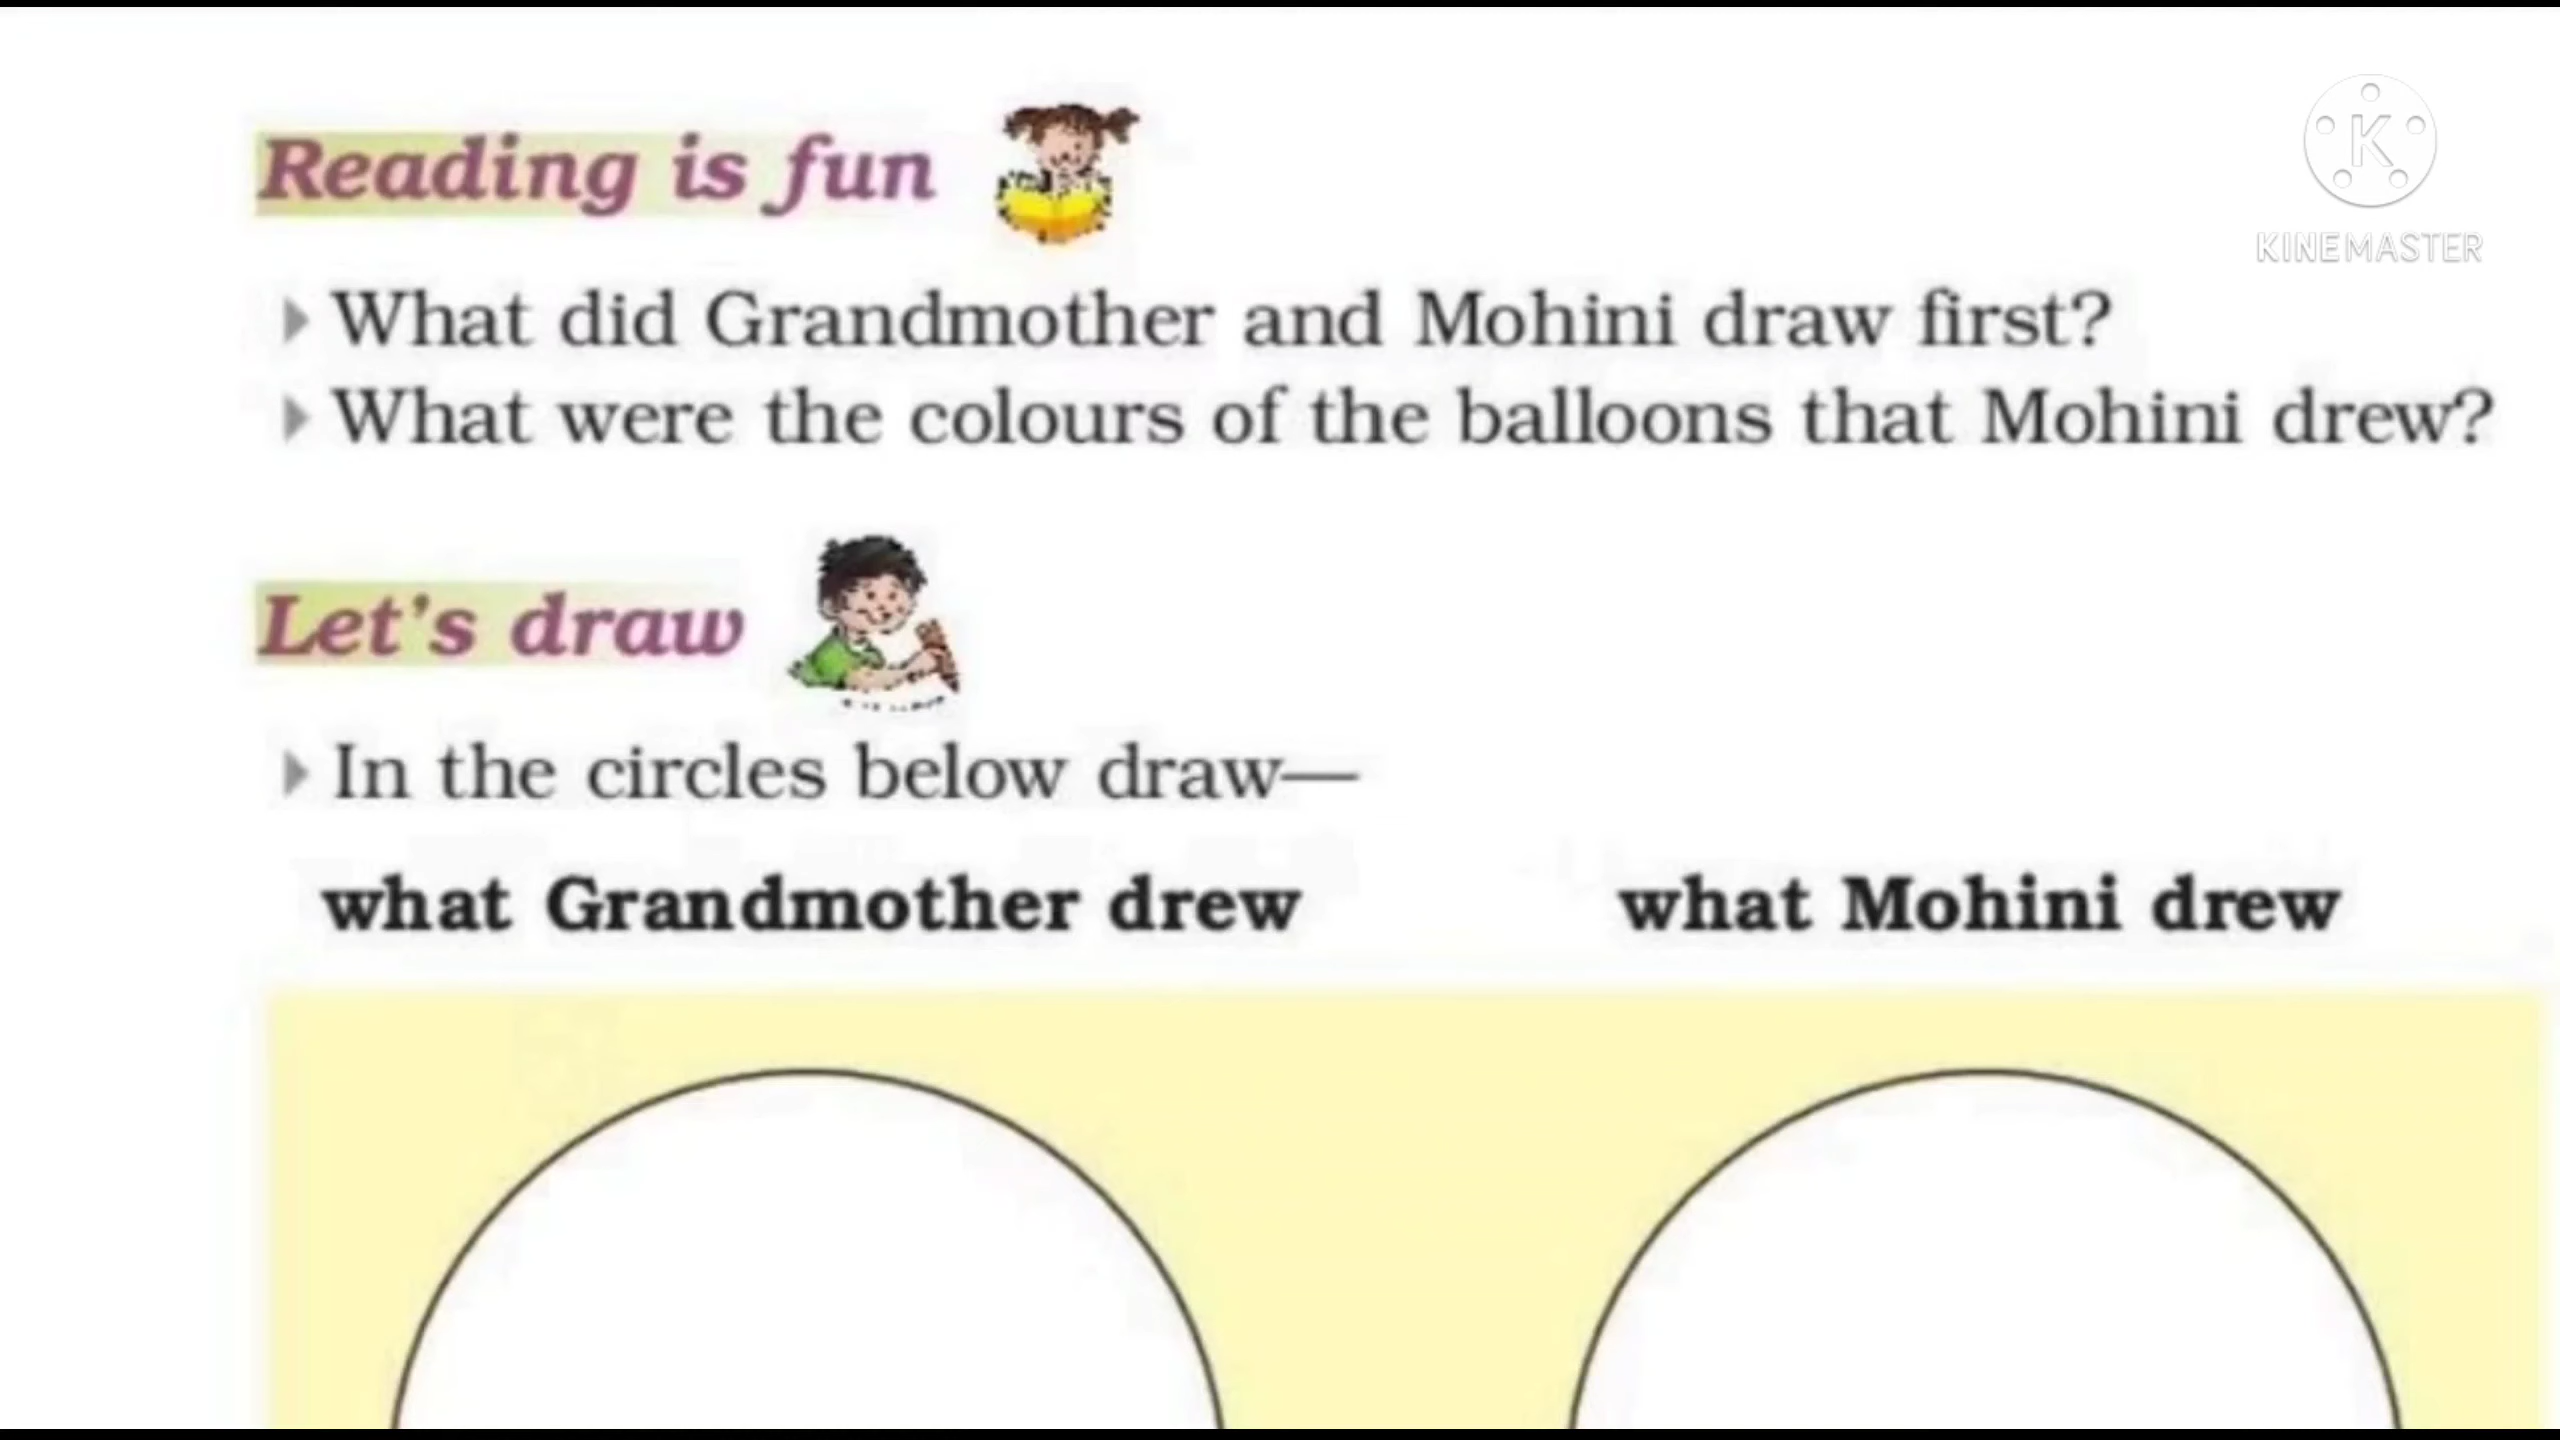 Reading is fun
K
KINEMASTER
What did Grandmother and Mohini draw first?
What were the colours of the balloons that Mohini drew?
Let's draw
In the circles below draw—
what Grandmother drew
what Mohini drew